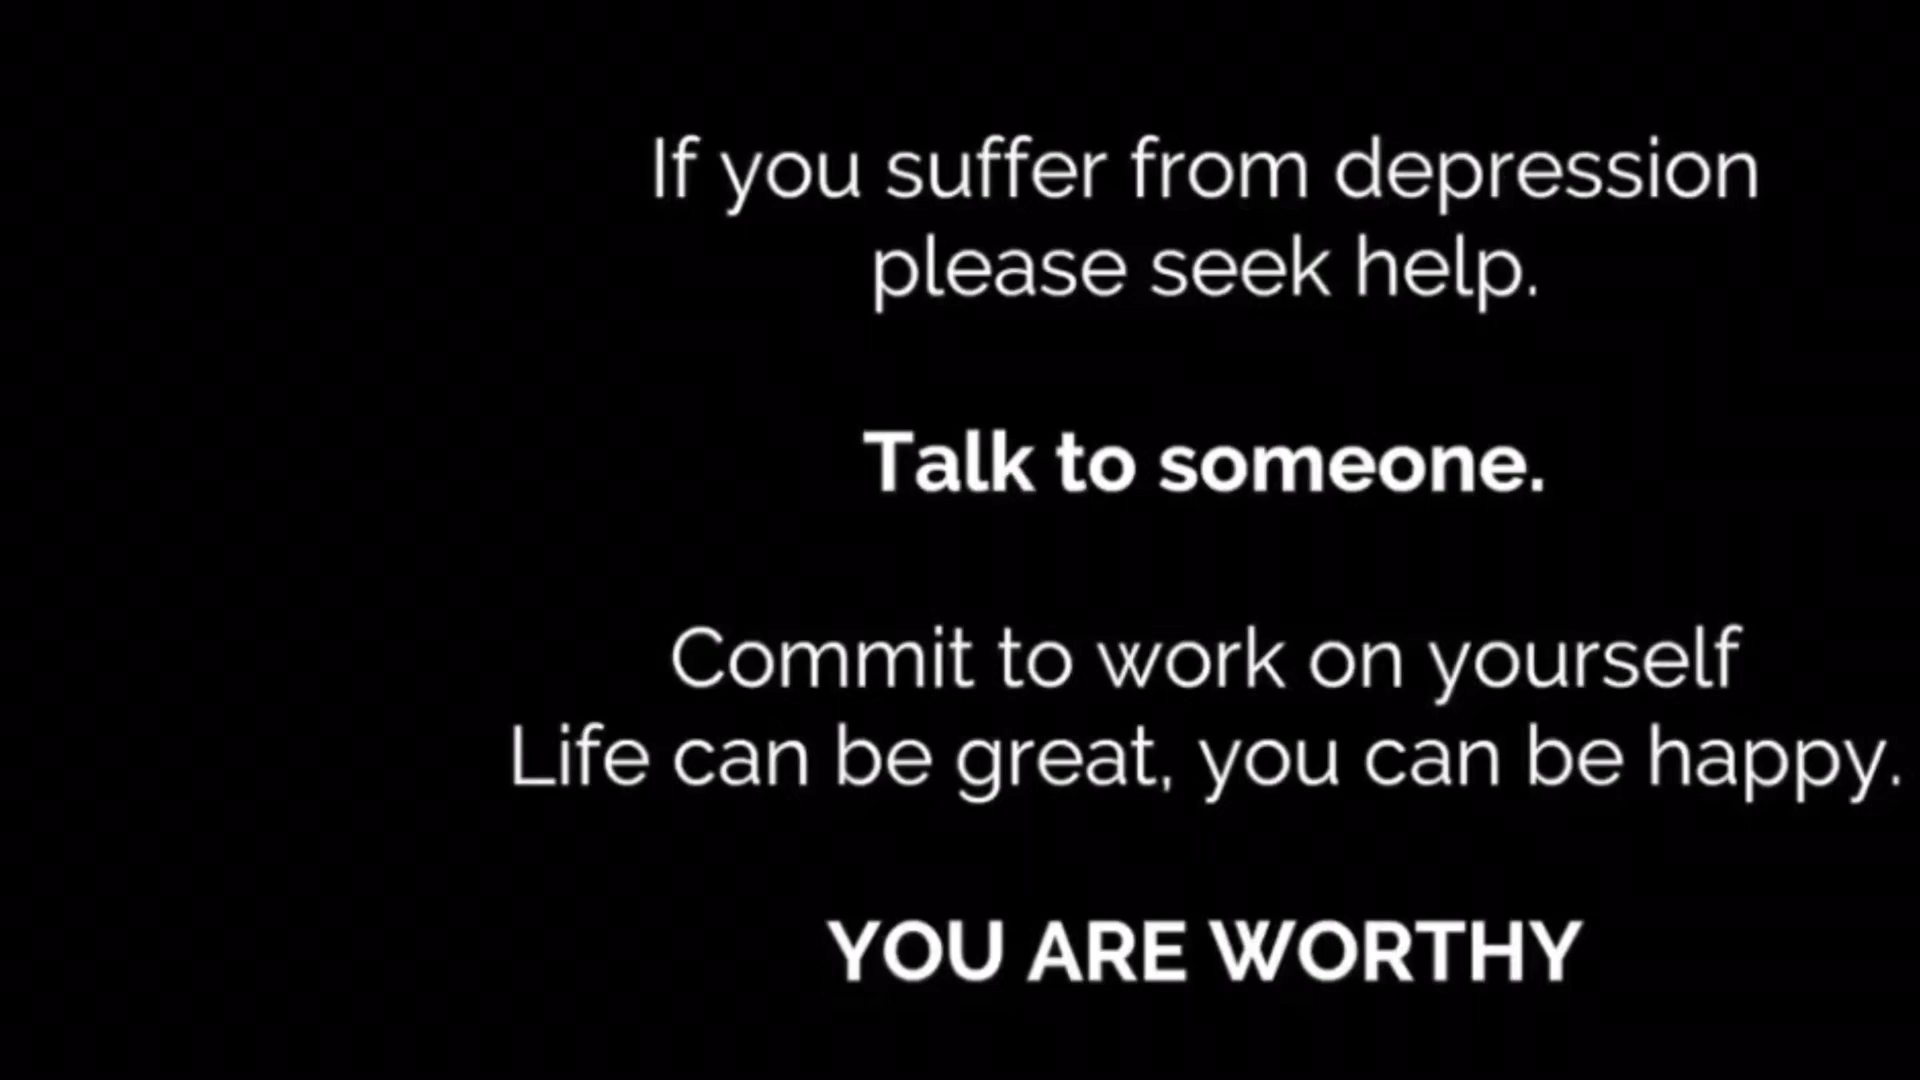 If you suffer from depression
please seek help.
Talk to someone.
Commit to work on yourself
Life can be great, you can be happy.
YOU ARE WORTHY